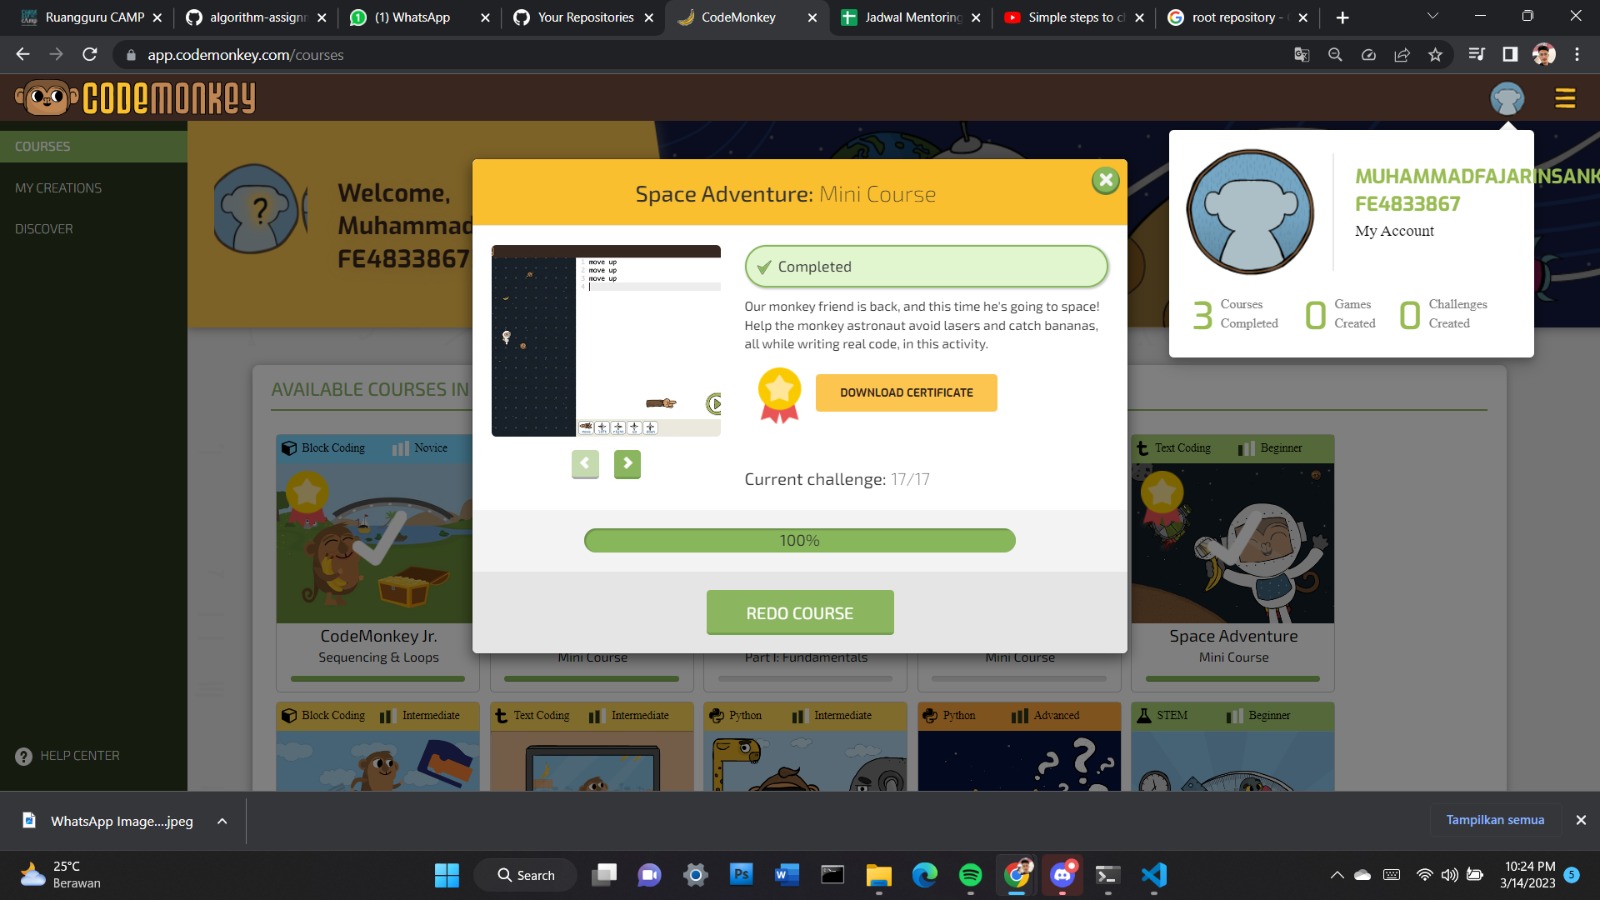 Ruangguru CAMP
algorithm-assignr
(1) WhatsApp
Your Repositories
CodeMonkey
Jadwal Mentoring
Simple steps to c
root repository -
app.codemonkey.com/courses
CODEMONKEY
COURSES
MY CREATIONS
DISCOVER
HELP CENTER
Welcome,
Muhammad
FE4833867
Space Adventure: Mini Course
1 move up
2 move up
3 move up
4
Completed
Our monkey friend is back, and this time he's going to space!
Help the monkey astronaut avoid lasers and catch bananas,
all while writing real code, in this activity.
DOWNLOAD CERTIFICATE
Current challenge: 17/17
100%
REDO COURSE
MUHAMMADFAJARINSANK
FE4833867
My Account
3 Courses Completed
0 Games Created
0 Challenges Created
AVAILABLE COURSES IN
Block Coding Novice
CodeMonkey Jr.
Sequencing & Loops
Mini Course
Part I: Fundamentals
Mini Course
Text Coding Beginner
Space Adventure
Mini Course
Block Coding Intermediate
Text Coding Intermediate
Python Intermediate
Python Advanced
STEM Beginner
WhatsApp Image....jpeg
Tampilkan semua
25°C
Berawan
Search
10:24 PM
3/14/2023
5